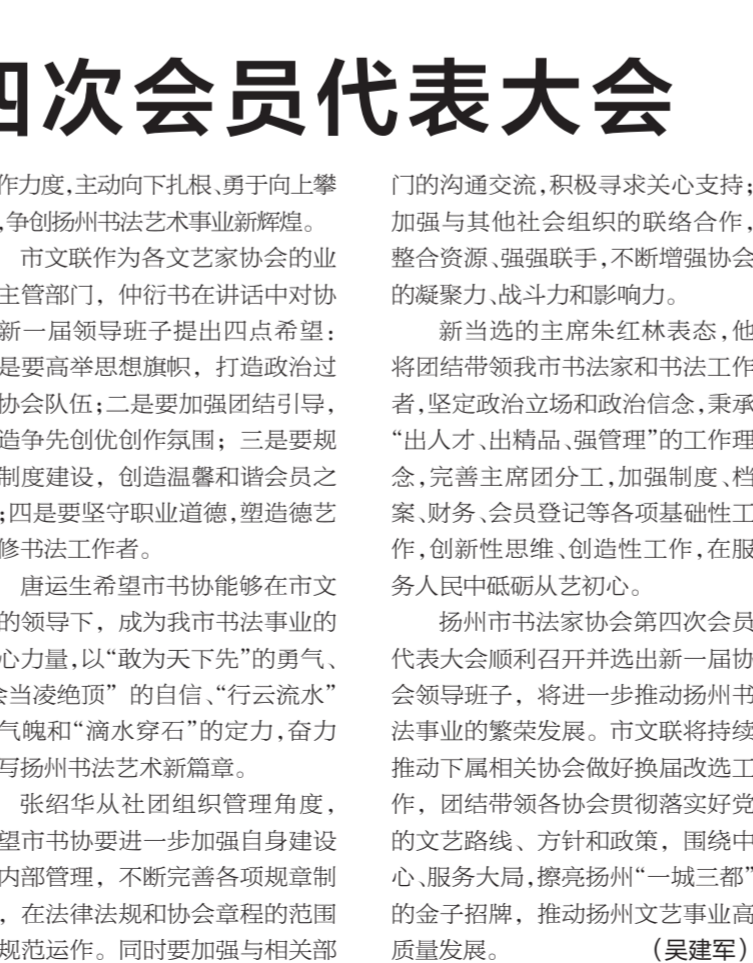 四次会员代表大会
作力度,主动向下扎根、勇于向上攀
,争创扬州书法艺术事业新辉煌。
市文联作为各文艺家协会的业
主管部门，仲衍书在讲话中对协
新一届领导班子提出四点希望：
是要高举思想旗帜，打造政治过
协会队伍;二是要加强团结引导，
造争先创优创作氛围；三是要规
制度建设，创造温馨和谐会员之
;四是要坚守职业道德,塑造德艺
修书法工作者。
唐运生希望市书协能够在市文
的领导下，成为我市书法事业的
心力量,以“敢为天下先”的勇气、
会当凌绝顶”的自信、“行云流水”
气魄和“滴水穿石”的定力,奋力
写扬州书法艺术新篇章。
张绍华从社团组织管理角度，
望市书协要进一步加强自身建设
内部管理，不断完善各项规章制
，在法律法规和协会章程的范围
规范运作。同时要加强与相关部
门的沟通交流,积极寻求关心支持;
加强与其他社会组织的联络合作，
整合资源、强强联手,不断增强协会
的凝聚力、战斗力和影响力。
新当选的主席朱红林表态,他
将团结带领我市书法家和书法工作
者,坚定政治立场和政治信念,秉承
“出人才、出精品、强管理”的工作理
念,完善主席团分工,加强制度、档
案、财务、会员登记等各项基础性工
作,创新性思维、创造性工作,在服
务人民中砥砺从艺初心。
扬州市书法家协会第四次会员
代表大会顺利召开并选出新一届协
会领导班子，将进一步推动扬州书
法事业的繁荣发展。市文联将持续
推动下属相关协会做好换届改选工
作，团结带领各协会贯彻落实好党
的文艺路线、方针和政策，围绕中
心、服务大局,擦亮扬州“一城三都”
的金子招牌，推动扬州文艺事业高
质量发展。 （吴建军）